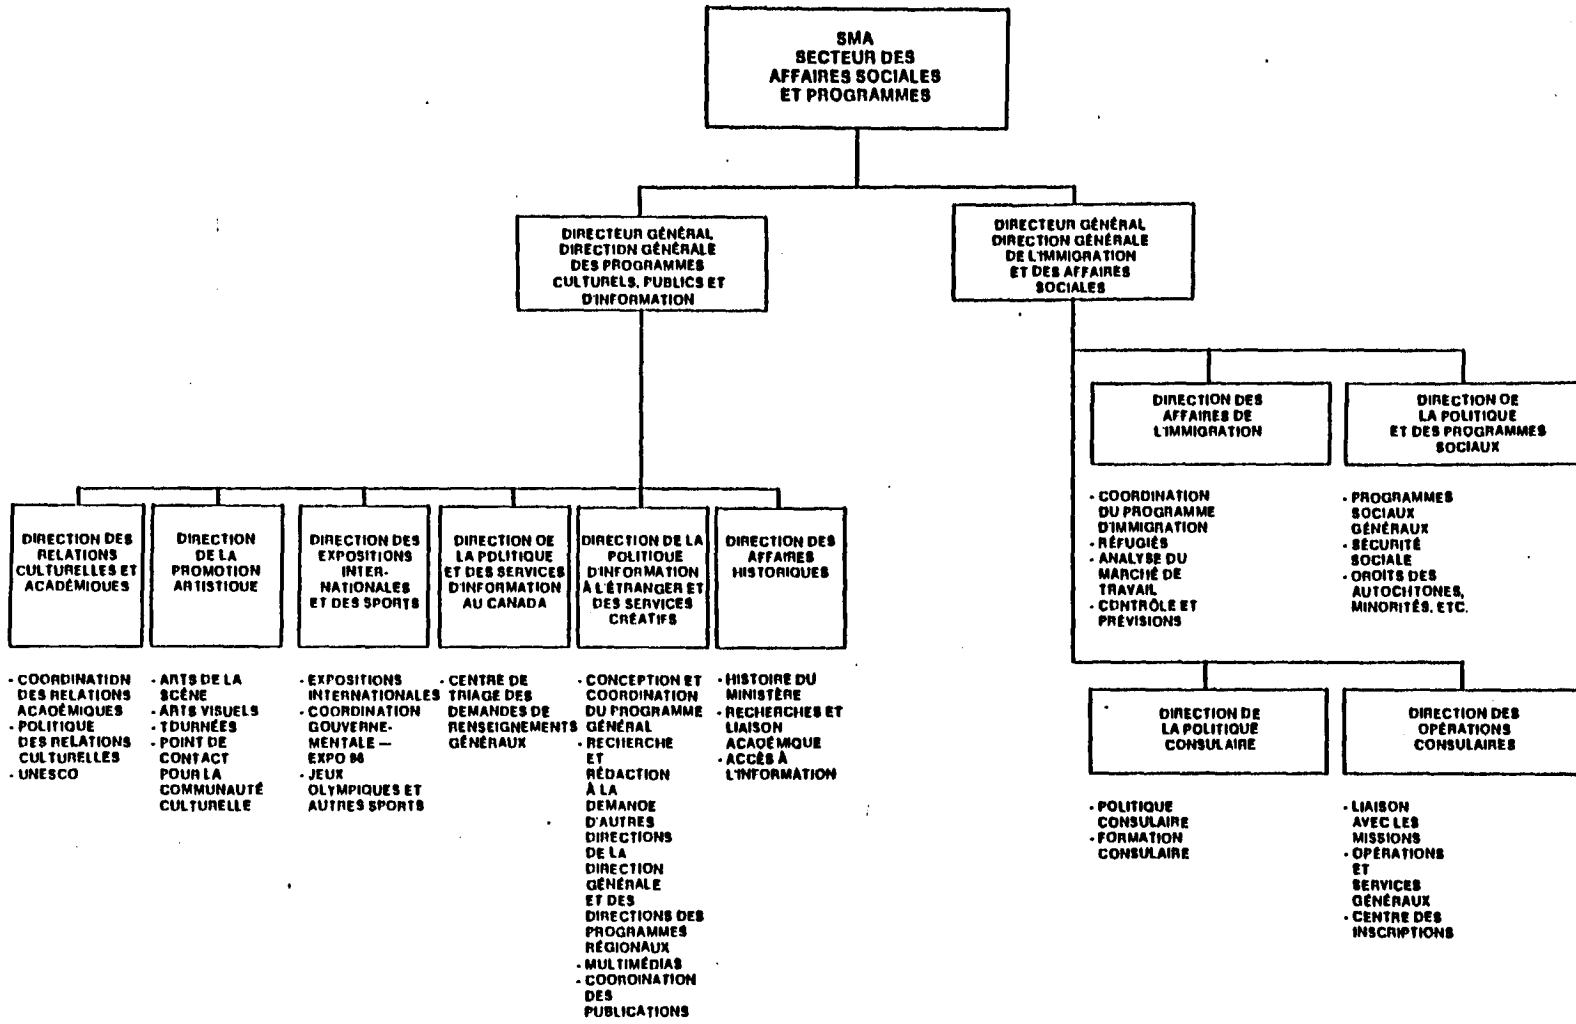 SMA
SECTEUR DES
AFFAIRES SOCIALES
ET PROGRAMMES
DIRECTEUR GÉNÉRAL
DIRECTION GÉNÉRALE
DES PROGRAMMES
CULTURELS, PUBLICS ET
D'INFORMATION
DIRECTEUR GÉNÉRAL
DIRECTION GÉNÉRALE
DE L'IMMIGRATION
ET DES AFFAIRES
SOCIALES
DIRECTION DES
AFFAIRES DE
L'IMMIGRATION
· COORDINATION
DU PROGRAMME
D'IMMIGRATION
· RÉFUGIÉS
· ANALYSE DU
MARCHÉ DE
TRAVAIL
· CONTRÔLE ET
PRÉVISIONS
DIRECTION DE
LA POLITIQUE
ET DES PROGRAMMES
SOCIAUX
· PROGRAMMES
SOCIAUX
GÉNÉRAUX
· SÉCURITÉ
SOCIALE
· DROITS DES
AUTOCHTONES,
MINORITÉS, ETC.
DIRECTION DES
RELATIONS
CULTURELLES ET
ACADÉMIQUES
· COORDINATION
DES RELATIONS
ACADÉMIQUES
· POLITIQUE
DES RELATIONS
CULTURELLES
· UNESCO
DIRECTION
DE LA
PROMOTION
ARTISTIQUE
· ARTS DE LA
SCÈNE
· ARTS VISUELS
· TOURNÉES
· POINT DE
CONTACT
POUR LA
COMMUNAUTÉ
CULTURELLE
DIRECTION DES
EXPOSITIONS
INTER-
NATIONALES
ET DES SPORTS
· EXPOSITIONS
INTERNATIONALES
· COORDINATION
GOUVERNE-
MENTALE —
EXPO 86
· JEUX
OLYMPIQUES ET
AUTRES SPORTS
DIRECTION DE
LA POLITIQUE
ET DES SERVICES
D'INFORMATION
AU CANADA
· CENTRE DE
TRIAGE DES
DEMANDES DE
RENSEIGNEMENTS
GÉNÉRAUX
DIRECTION DE LA
POLITIQUE
D'INFORMATION
À L'ÉTRANGER ET
DES SERVICES
CRÉATIFS
· CONCEPTION ET
COORDINATION
DU PROGRAMME
GÉNÉRAL
· RECHERCHE
ET
RÉDACTION
À LA
DEMANDE
D'AUTRES
DIRECTIONS
DE LA
DIRECTION
GÉNÉRALE
ET DES
DIRECTIONS DES
PROGRAMMES
RÉGIONAUX
· MULTIMÉDIAS
· COORDINATION
DES
PUBLICATIONS
DIRECTION DES
AFFAIRES
HISTORIQUES
· HISTOIRE DU
MINISTÈRE
· RECHERCHES ET
LIAISON
ACADÉMIQUE
· ACCÈS À
L'INFORMATION
DIRECTION DE
LA POLITIQUE
CONSULAIRE
· POLITIQUE
CONSULAIRE
· FORMATION
CONSULAIRE
DIRECTION DES
OPÉRATIONS
CONSULAIRES
· LIAISON
AVEC LES
MISSIONS
· OPÉRATIONS
ET
SERVICES
GÉNÉRAUX
· CENTRE DES
INSCRIPTIONS